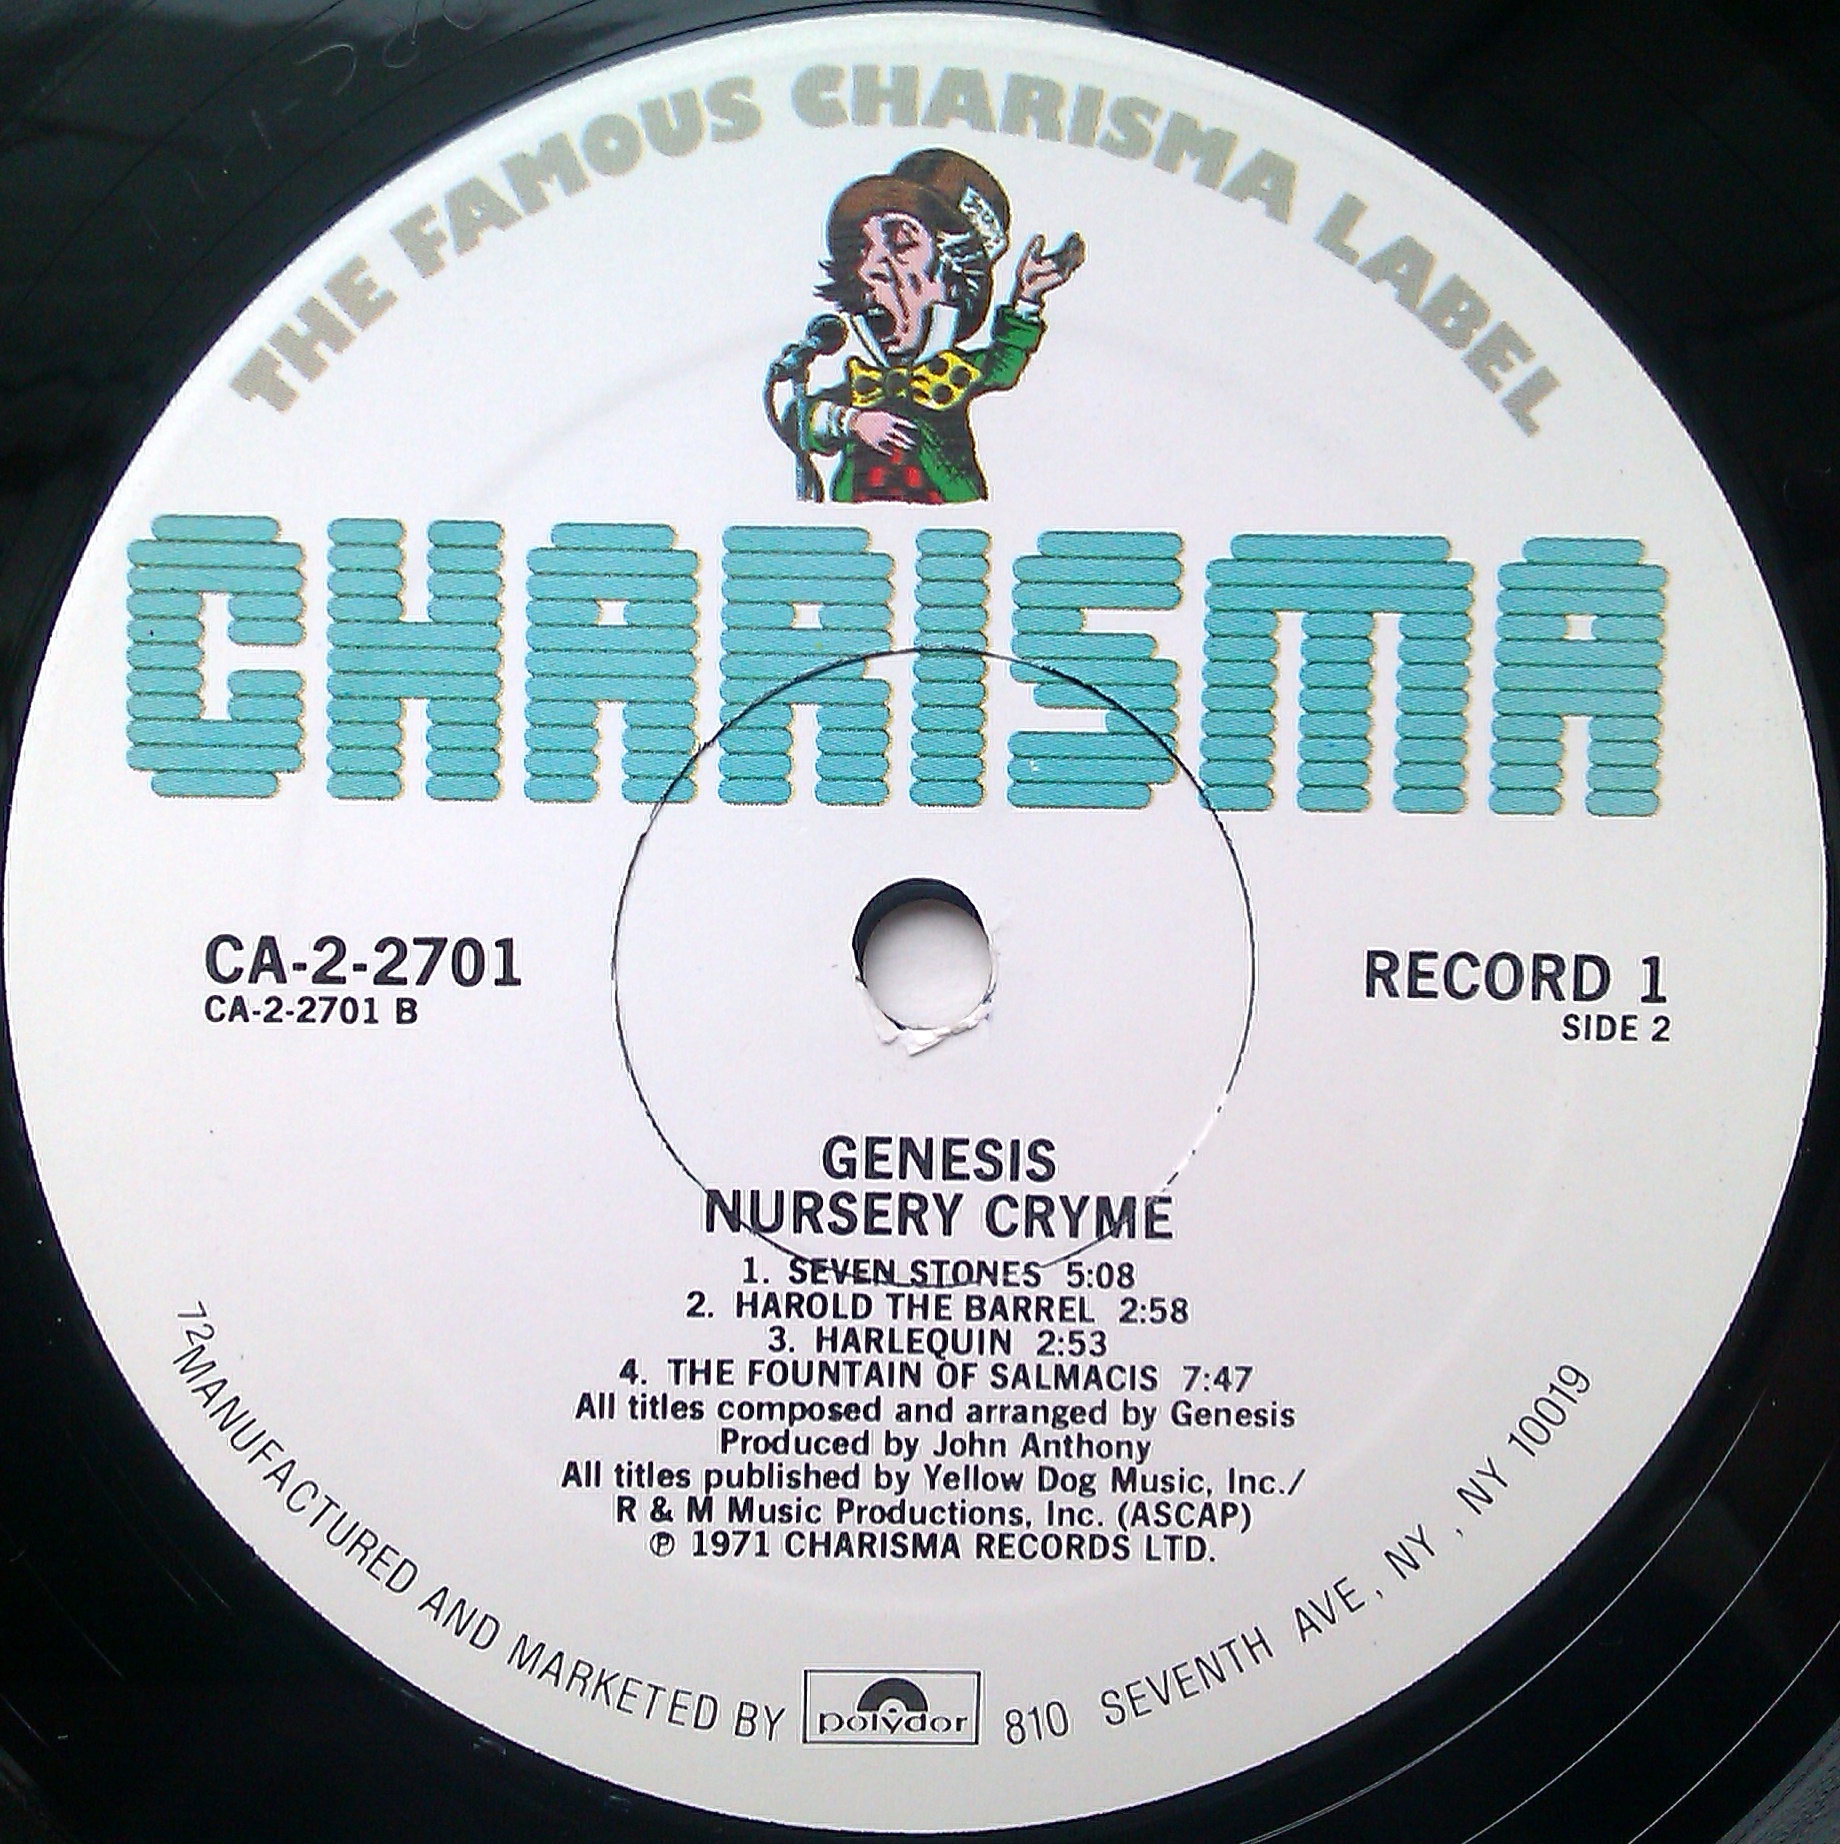 THE FAMOUS CHARISMA LABEL
CHARISMA
CA-2-2701
CA-2-2701 B
RECORD 1
SIDE 2
GENESIS
NURSERY CRYME
1. SEVEN STONES 5:08
2. HAROLD THE BARREL 2:58
3. HARLEQUIN 2:53
4. THE FOUNTAIN OF SALMACIS 7:47
All titles composed and arranged by Genesis
Produced by John Anthony
All titles published by Yellow Dog Music, Inc./
R & M Music Productions, Inc. (ASCAP)
℗ 1971 CHARISMA RECORDS LTD.
72
MANUFACTURED AND MARKETED BY polydor 810 SEVENTH AVE, NY, NY 10019